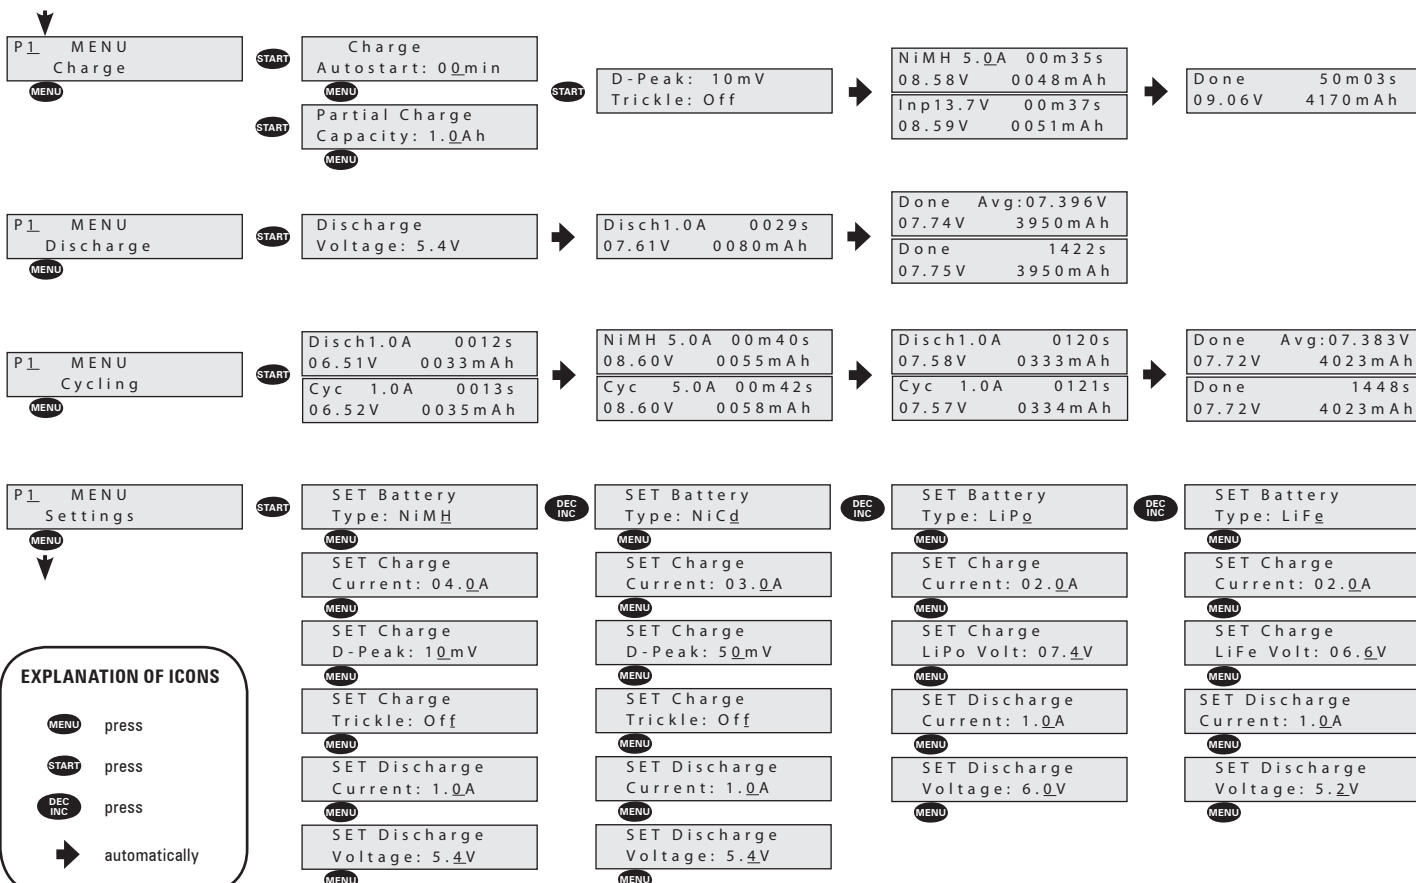 P1 MENU
Charge
MENU
START
Charge
Autostart: 00min
MENU
START
Partial Charge
Capacity: 1.0Ah
MENU
START
D-Peak: 10mV
Trickle: Off
NiMH 5.0A 00m35s
08.58V 0048mAh
Inp13.7V 00m37s
08.59V 0051mAh
Done 50m03s
09.06V 4170mAh
P1 MENU
Discharge
MENU
START
Discharge
Voltage: 5.4V
Disch1.0A 0029s
07.61V 0080mAh
Done Avg:07.396V
07.74V 3950mAh
Done 1422s
07.75V 3950mAh
P1 MENU
Cycling
MENU
START
Disch1.0A 0012s
06.51V 0033mAh
Cyc 1.0A 0013s
06.52V 0035mAh
NiMH 5.0A 00m40s
08.60V 0055mAh
Cyc 5.0A 00m42s
08.60V 0058mAh
Disch1.0A 0120s
07.58V 0333mAh
Cyc 1.0A 0121s
07.57V 0334mAh
Done Avg:07.383V
07.72V 4023mAh
Done 1448s
07.72V 4023mAh
P1 MENU
Settings
MENU
START
SET Battery
Type: NiMH
MENU
SET Charge
Current: 04.0A
MENU
SET Charge
D-Peak: 10mV
MENU
SET Charge
Trickle: Off
MENU
SET Discharge
Current: 1.0A
MENU
SET Discharge
Voltage: 5.4V
MENU
DEC
INC
SET Battery
Type: NiCd
MENU
SET Charge
Current: 03.0A
MENU
SET Charge
D-Peak: 50mV
MENU
SET Charge
Trickle: Off
MENU
SET Discharge
Current: 1.0A
MENU
SET Discharge
Voltage: 5.4V
MENU
DEC
INC
SET Battery
Type: LiPo
MENU
SET Charge
Current: 02.0A
MENU
SET Charge
LiPo Volt: 07.4V
MENU
SET Discharge
Current: 1.0A
MENU
SET Discharge
Voltage: 6.0V
MENU
DEC
INC
SET Battery
Type: LiFe
MENU
SET Charge
Current: 02.0A
MENU
SET Charge
LiFe Volt: 06.6V
MENU
SET Discharge
Current: 1.0A
MENU
SET Discharge
Voltage: 5.2V
MENU
EXPLANATION OF ICONS
MENU press
START press
DEC
INC
press
automatically